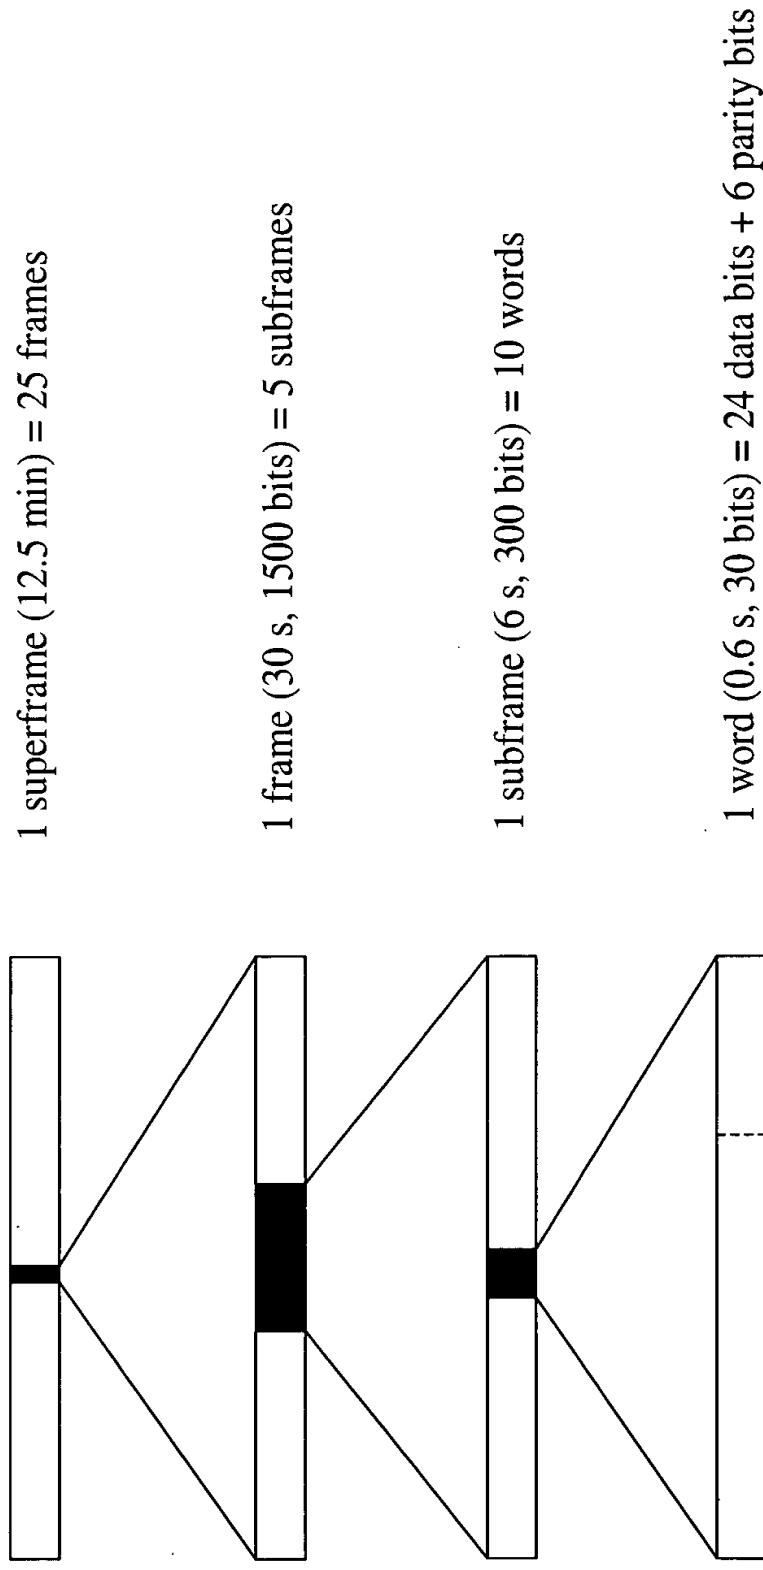 1 superframe (12.5 min) = 25 frames
1 frame (30 s, 1500 bits) = 5 subframes
1 subframe (6 s, 300 bits) = 10 words
1 word (0.6 s, 30 bits) = 24 data bits + 6 parity bits